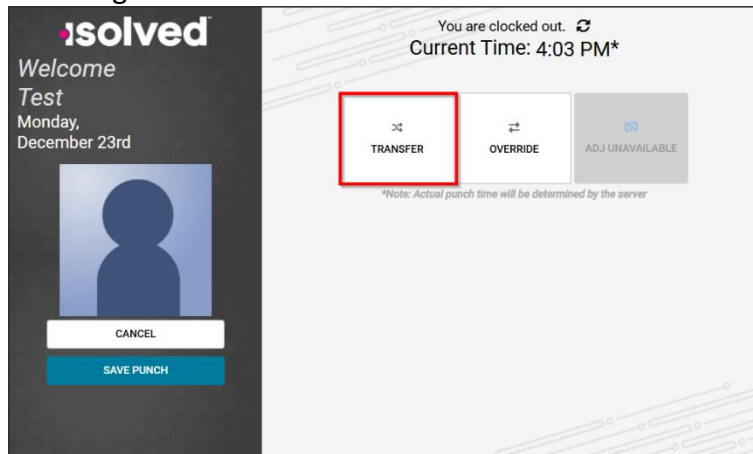 isolved
Welcome
Test
Monday,
December 23rd
CANCEL
SAVE PUNCH
You are clocked out.
Current Time: 4:03 PM*
TRANSFER
OVERRIDE
ADJ UNAVAILABLE
*Note: Actual punch time will be determined by the server